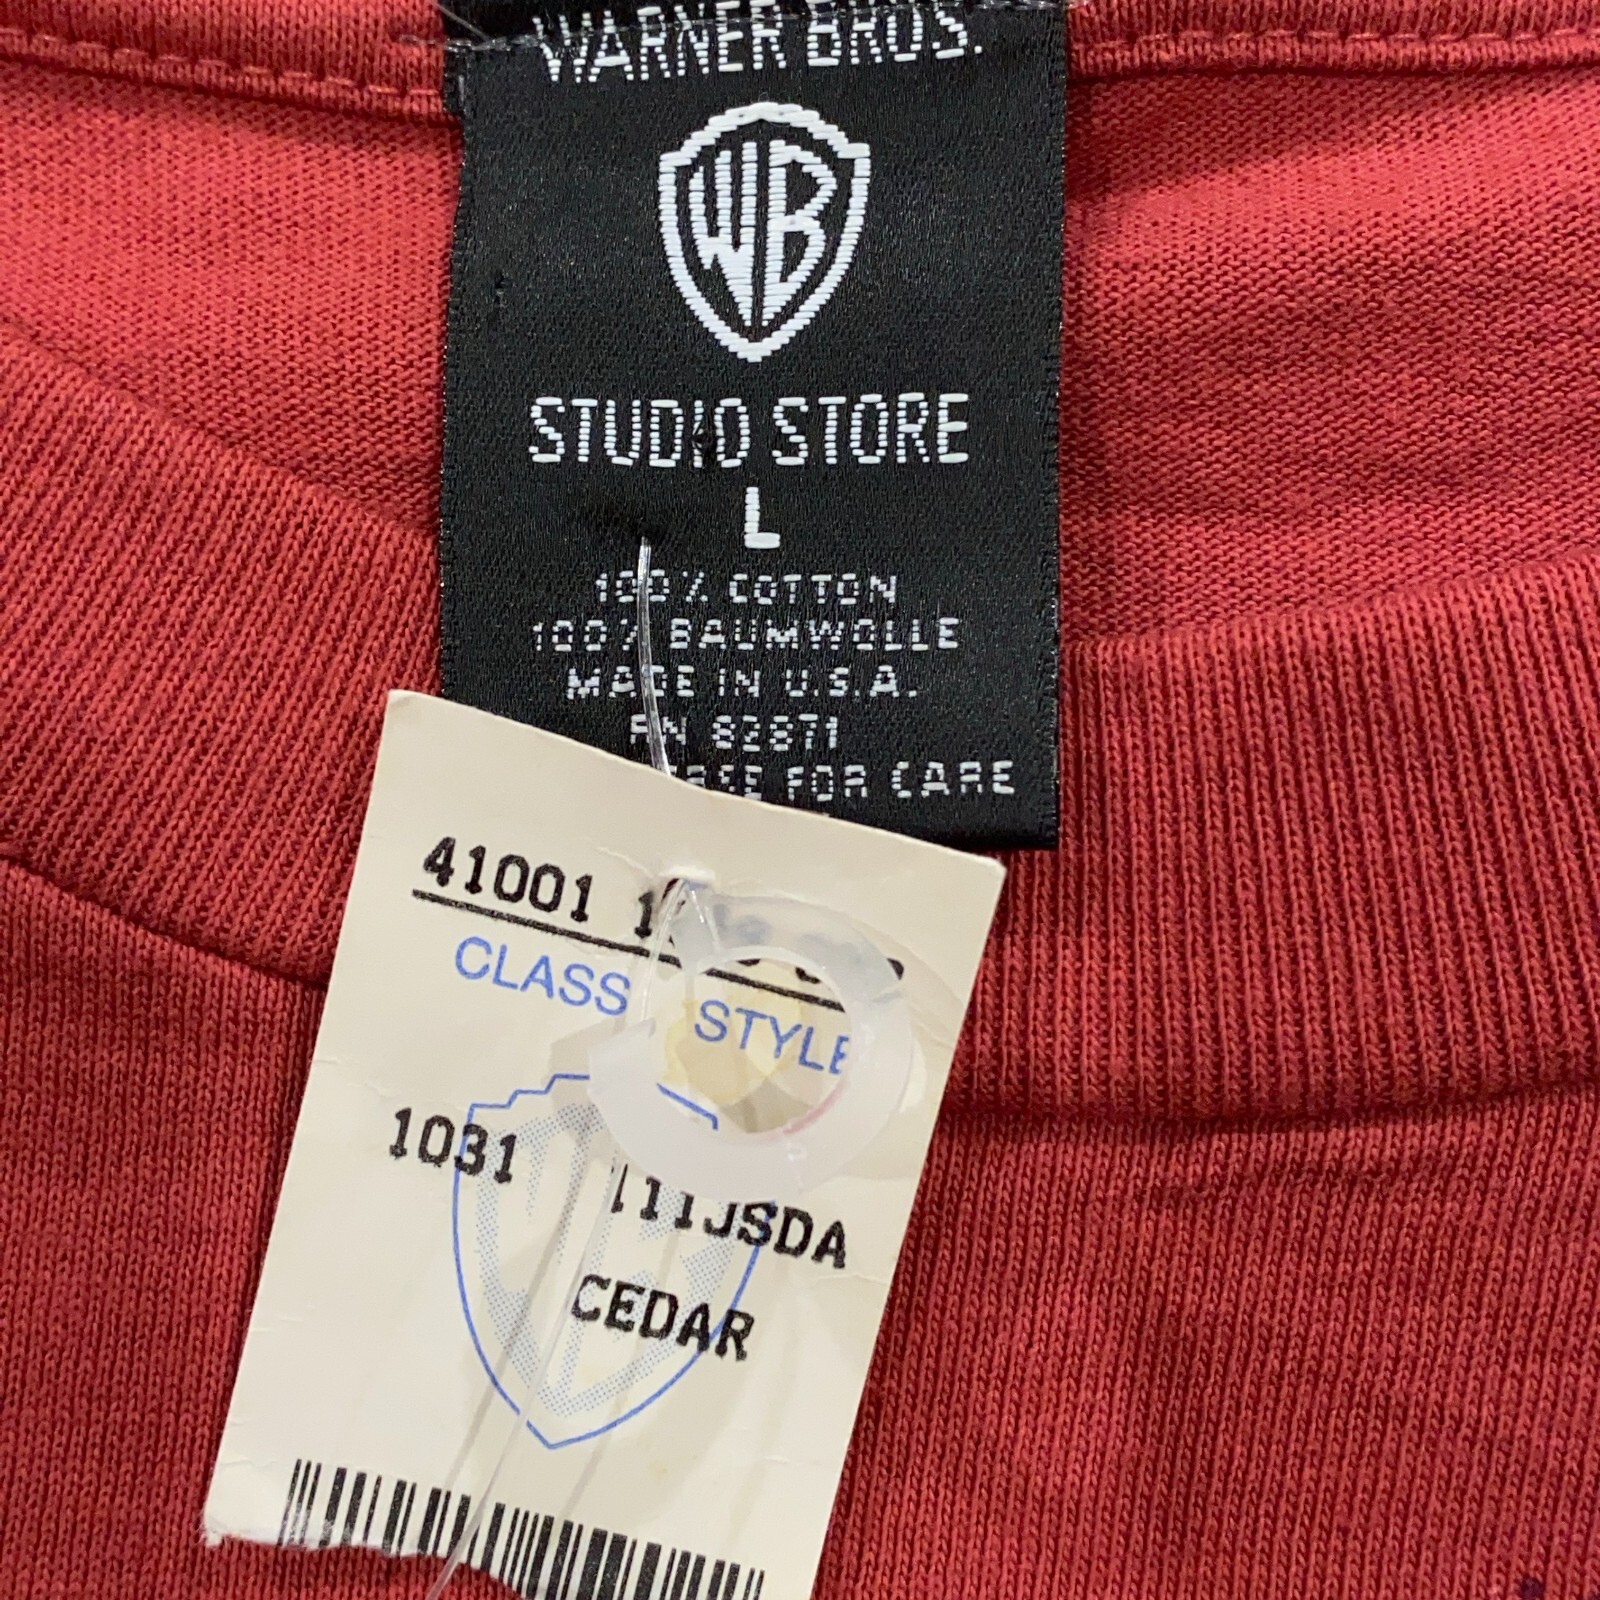 WARNER BROS.
WB
STUDIO STORE
L
100% COTTON
100% BAUMWOLLE
MADE IN U.S.A.
RN 82871
FOR CARE
41001
CLASS STYLE
1031
CEDAR